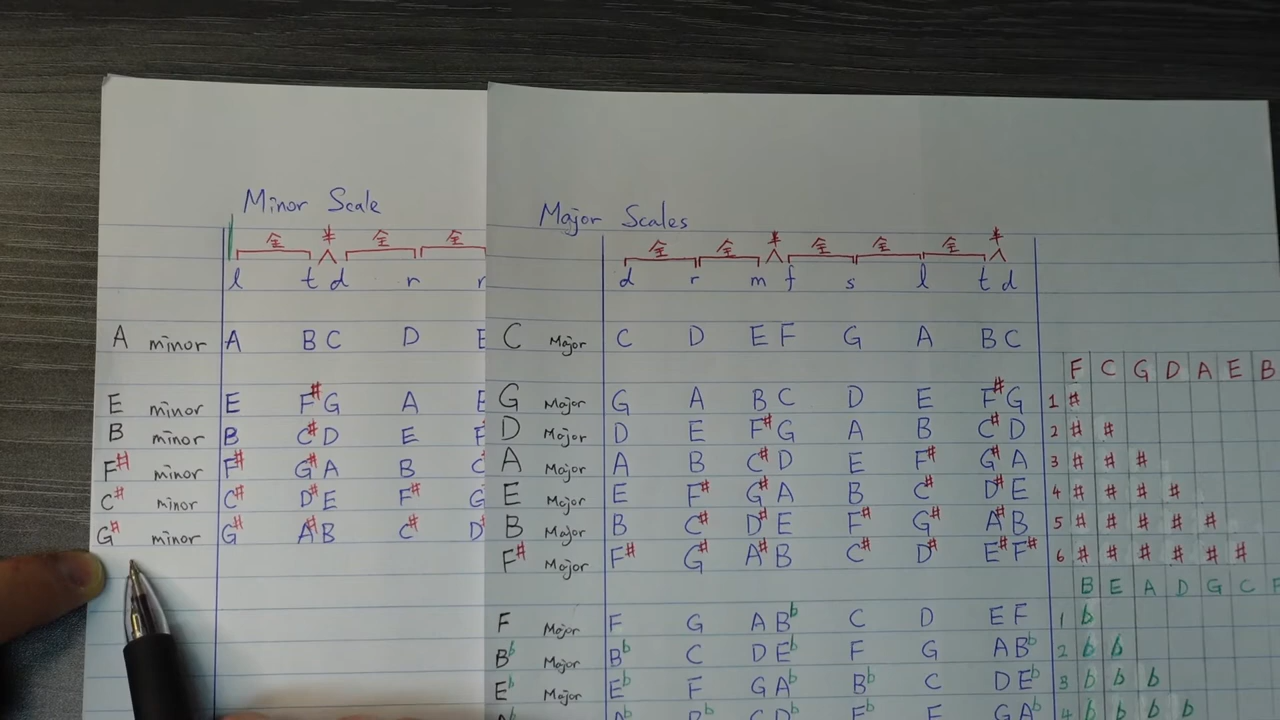 Minor Scale
全 半 全 全
l t d r
A minor A B C D E
E minor E F# G A E
B minor B C# D E F
F# minor F# G# A B C
C# minor C# D# E F# G
G# minor G# A# B C# D#
Major Scales
全 全 半 全 全 全 半
d r m f s l t d
C Major C D E F G A B C
G Major G A B C D E F# G
D Major D E F# G A B C# D
A Major A B C# D E F# G# A
E Major E F# G# A B C# D# E
B Major B C# D# E F# G# A# B
F# Major F# G# A# B C# D# E# F#
F Major F G A Bb C D E F
Bb Major Bb C D Eb F G A Bb
Eb Major Eb F G Ab Bb C D Eb
F C G D A E B
1 #
2 # #
3 # # #
4 # # # #
5 # # # # #
6 # # # # # #
B E A D G C F
1 b
2 b b
3 b b b
4 b b b b